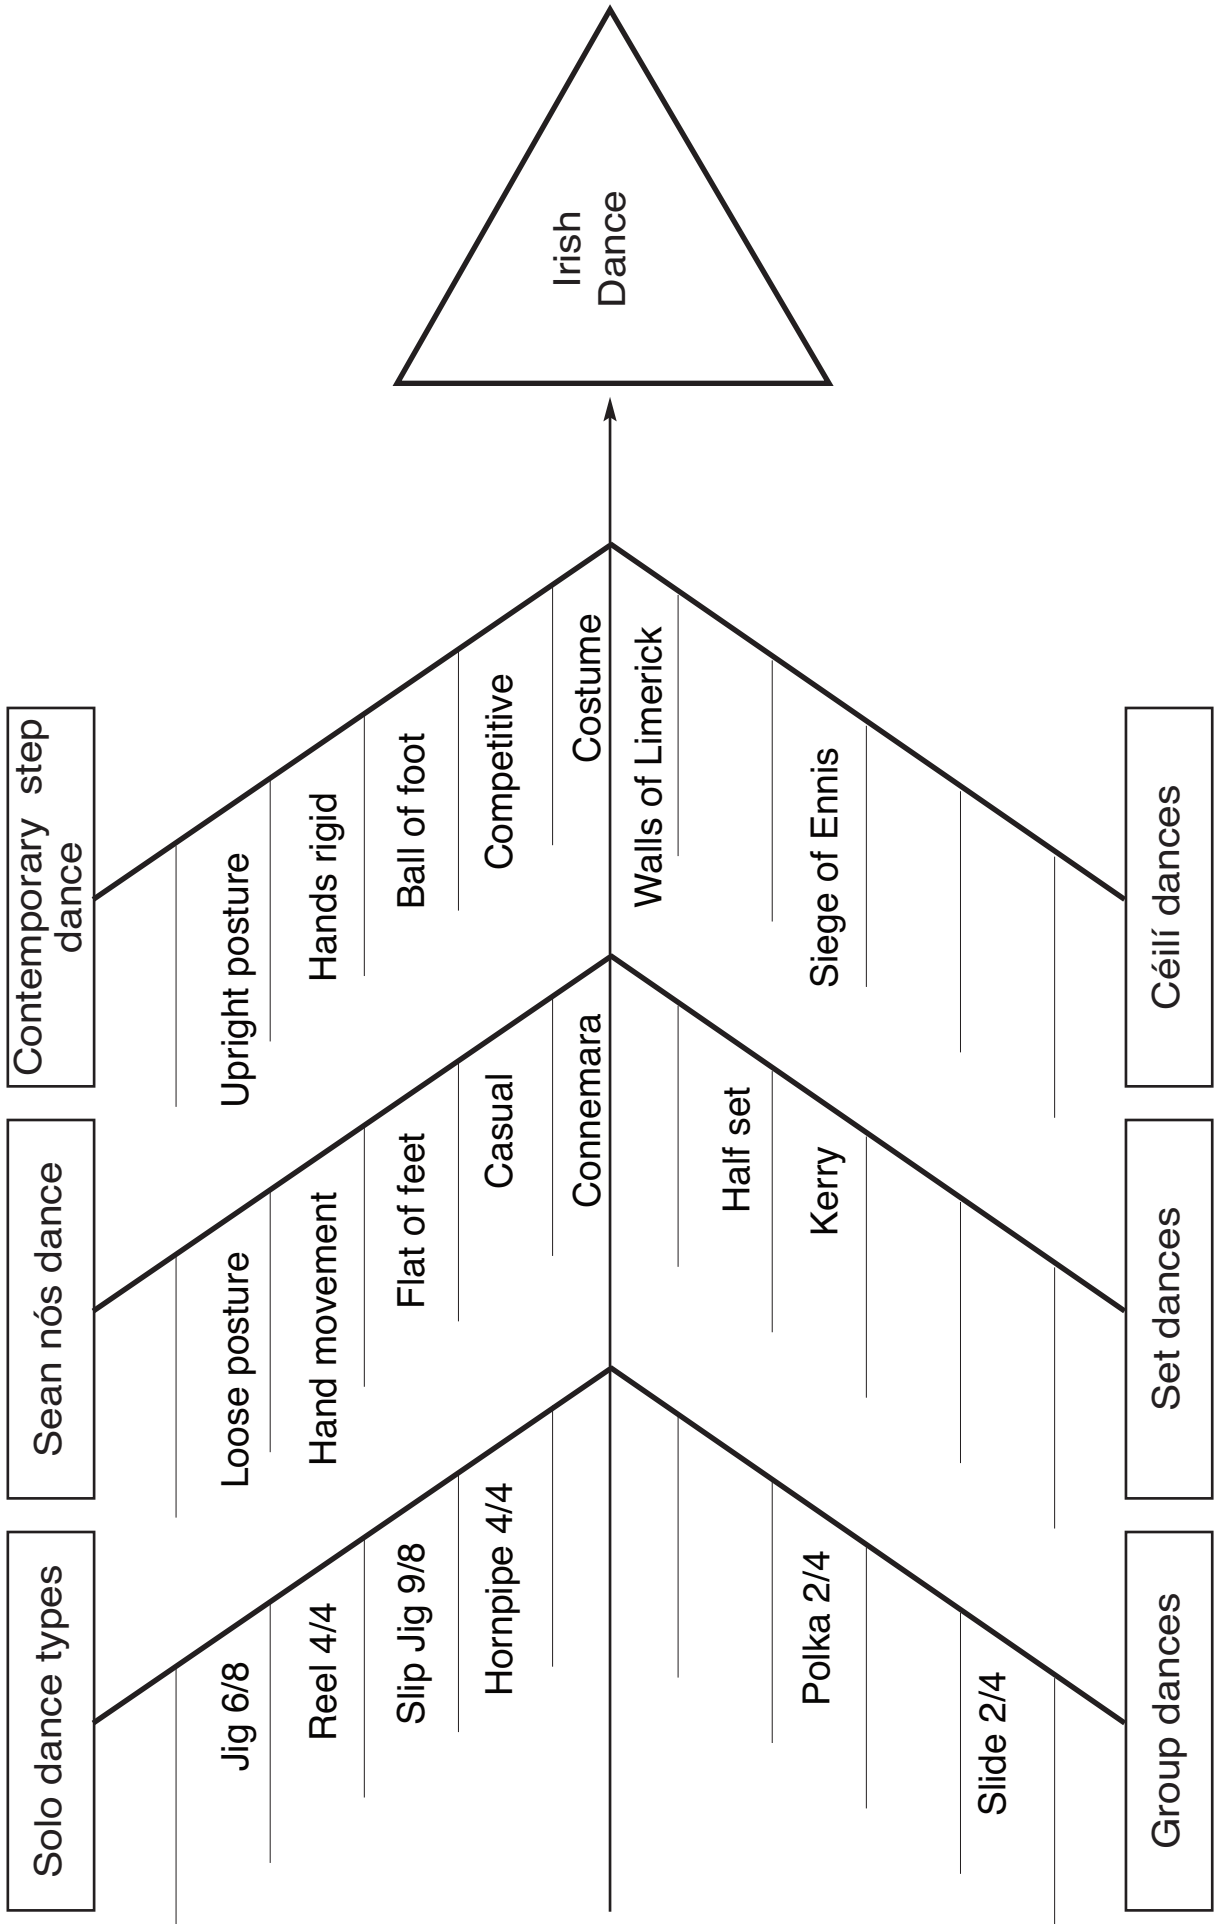 Solo dance types
Jig 6/8
Reel 4/4
Slip Jig 9/8
Hornpipe 4/4
Sean nós dance
Loose posture
Hand movement
Flat of feet
Casual
Connemara
Contemporary step
dance
Upright posture
Hands rigid
Ball of foot
Competitive
Costume
Irish
Dance
Polka 2/4
Slide 2/4
Group dances
Half set
Kerry
Set dances
Walls of Limerick
Siege of Ennis
Céilí dances